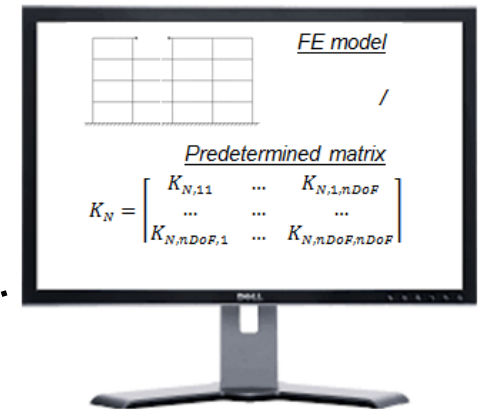 FE model
/
Predetermined matrix
K_N = [ K_{N,11} ... K_{N,1,nDoF}
... ... ...
K_{N,nDoF,1} ... K_{N,nDoF,nDoF} ]
DELL